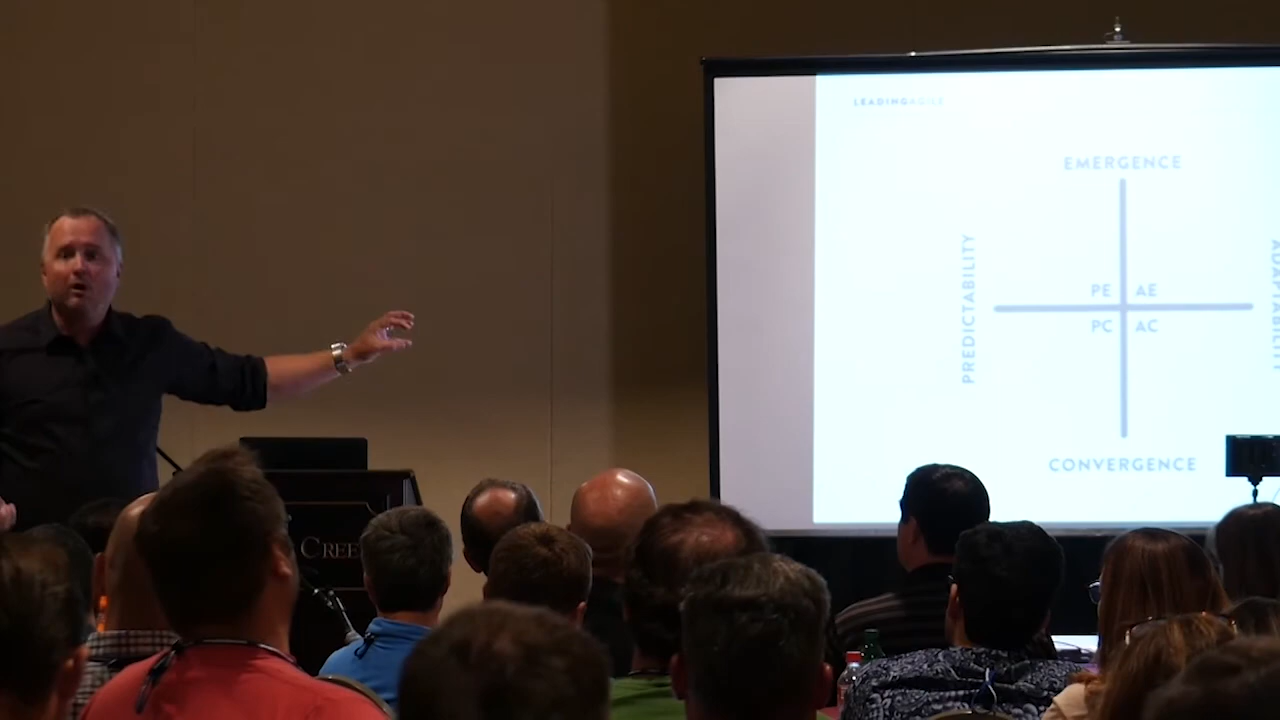 LEADINGAGILE
EMERGENCE
PREDICTABILITY
ADAPTABILITY
PE AE
PC AC
CONVERGENCE
CREE